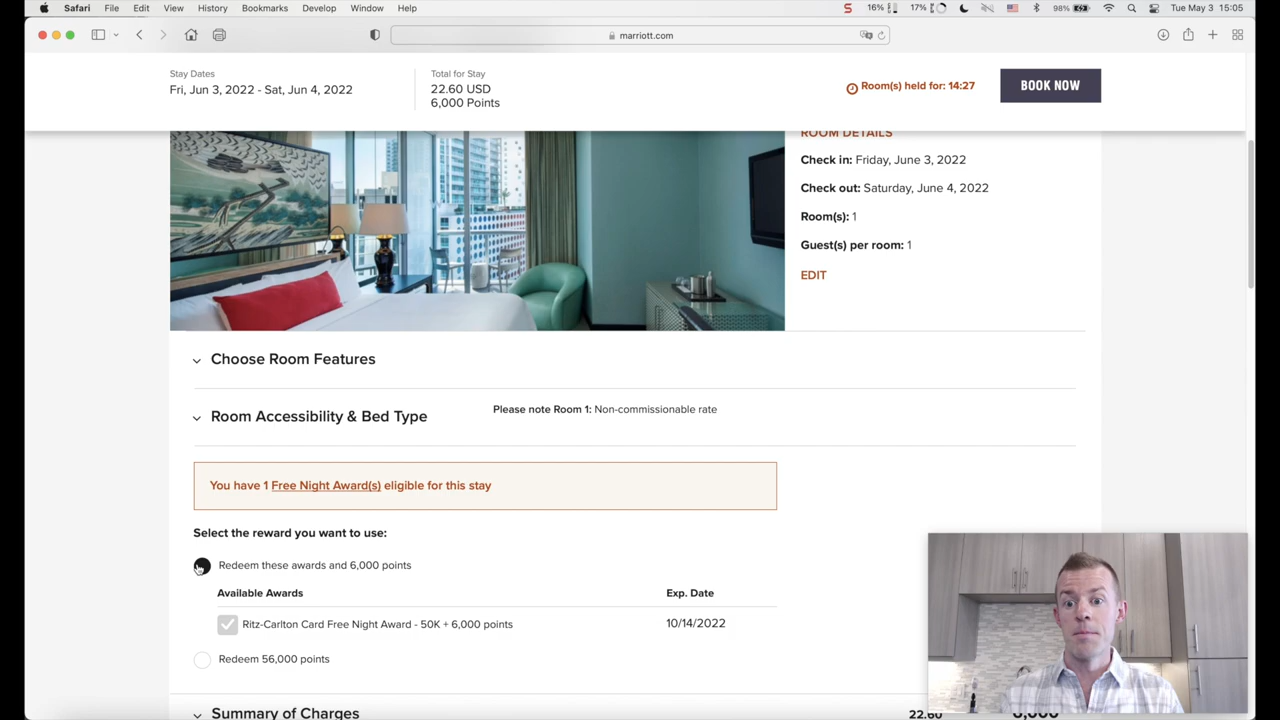 Safari File Edit View History Bookmarks Develop Window Help 16% 17% 98% Tue May 3 15:05
marriott.com
Stay Dates
Fri, Jun 3, 2022 - Sat, Jun 4, 2022
Total for Stay
22.60 USD
6,000 Points
Room(s) held for: 14:27
BOOK NOW
ROOM DETAILS
Check in: Friday, June 3, 2022
Check out: Saturday, June 4, 2022
Room(s): 1
Guest(s) per room: 1
EDIT
Choose Room Features
Room Accessibility & Bed Type
Please note Room 1: Non-commissionable rate
You have 1 Free Night Award(s) eligible for this stay
Select the reward you want to use:
Redeem these awards and 6,000 points
Available Awards Exp. Date
Ritz-Carlton Card Free Night Award - 50K + 6,000 points 10/14/2022
Redeem 56,000 points
Summary of Charges 22.60 6,000